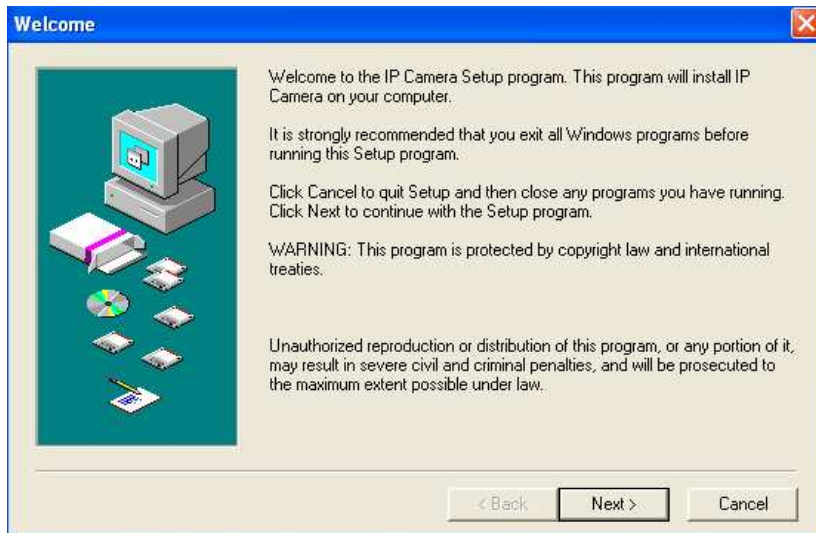 Welcome
Welcome to the IP Camera Setup program. This program will install IP
Camera on your computer.
It is strongly recommended that you exit all Windows programs before
running this Setup program.
Click Cancel to quit Setup and then close any programs you have running.
Click Next to continue with the Setup program.
WARNING: This program is protected by copyright law and international
treaties.
Unauthorized reproduction or distribution of this program, or any portion of it,
may result in severe civil and criminal penalties, and will be prosecuted to
the maximum extent possible under law.
< Back
Next >
Cancel